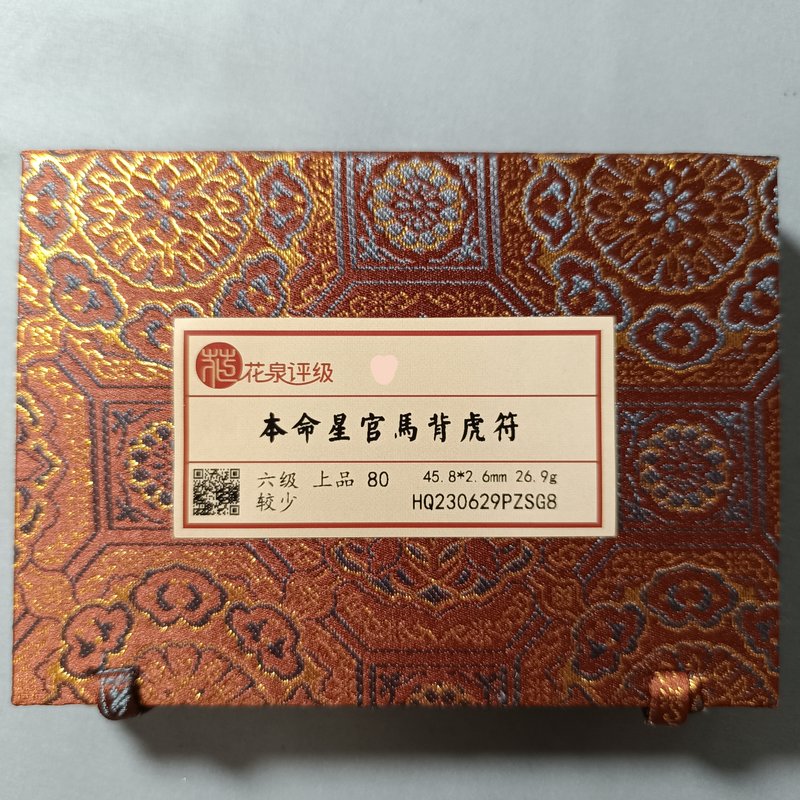 花泉评级
本命星官馬背虎符
六级 上品 80 45.8*2.6mm 26.9g
较少 HQ230629PZSG8